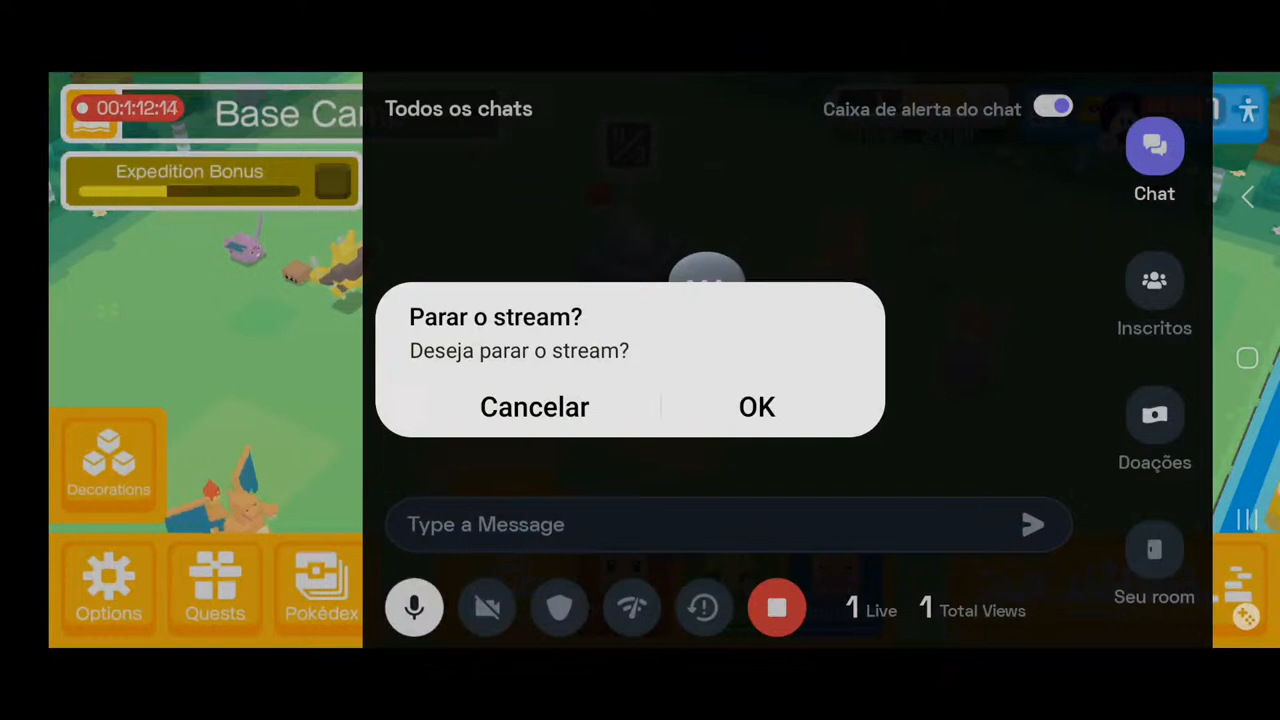 00:1:12:14
Base Cam
Todos os chats
Caixa de alerta do chat
Expedition Bonus
Chat
Parar o stream?
Deseja parar o stream?
Inscritos
Cancelar
OK
Decorations
Doações
Type a Message
Options
Quests
Pokédex
1 Live
1 Total Views
Seu room